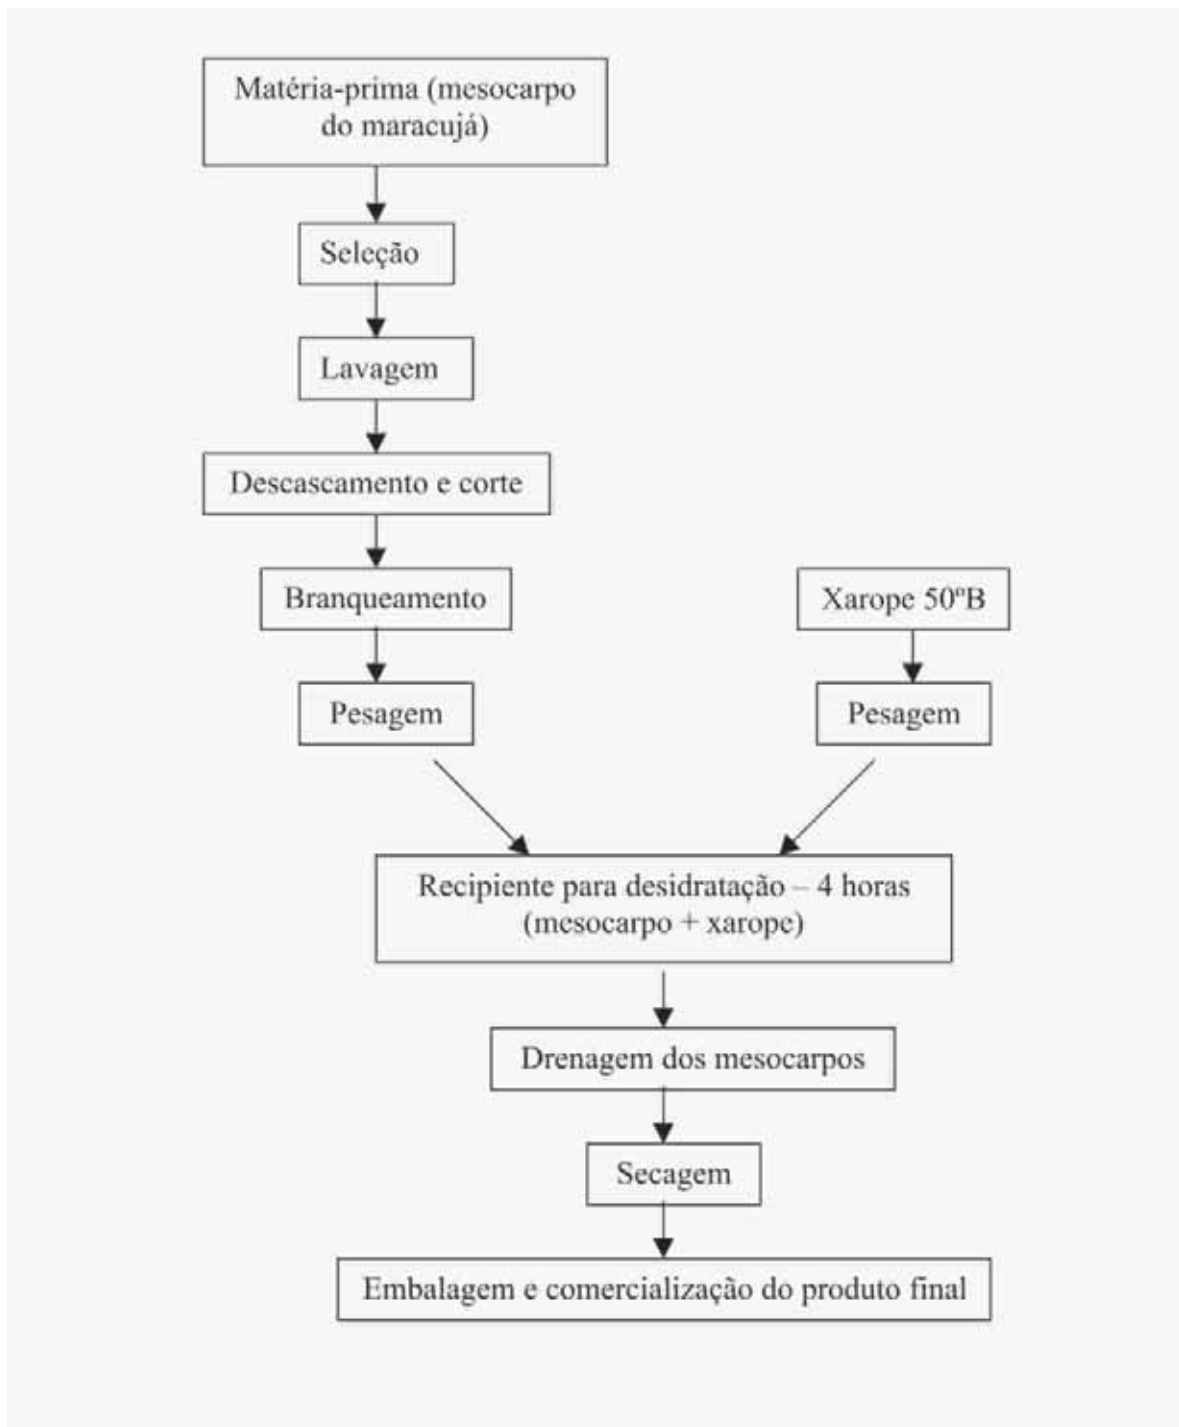 Matéria-prima (mesocarpo
do maracujá)
Seleção
Lavagem
Descascamento e corte
Branqueamento
Xarope 50ºB
Pesagem
Pesagem
Recipiente para desidratação – 4 horas
(mesocarpo + xarope)
Drenagem dos mesocarpos
Secagem
Embalagem e comercialização do produto final